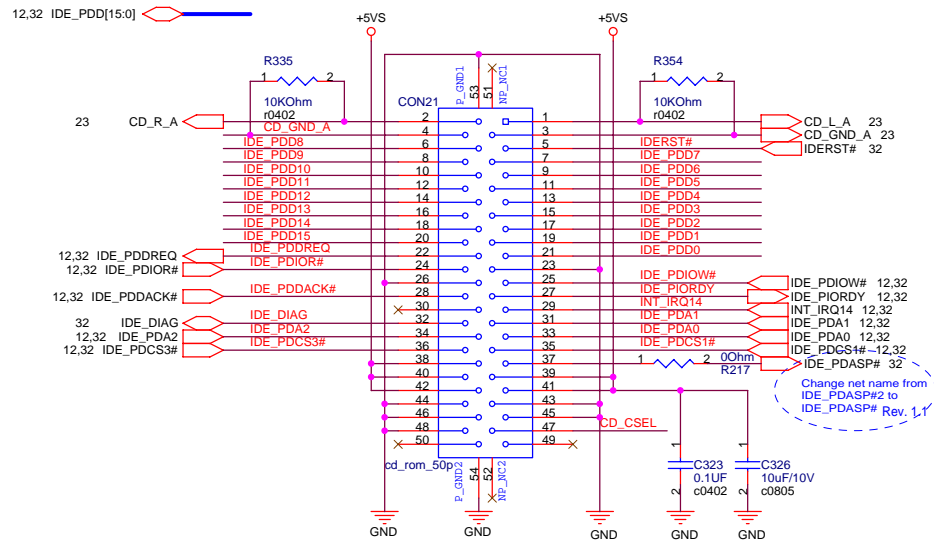 12,32 IDE_PDD[15:0]
+5VS +5VS
R335 R354
1 2 1 2
10KOhm 10KOhm
r0402 r0402
P_GND1 53 51 NP_NC1
CON21
23 CD_R_A 2 1 CD_L_A 23
CD_GND_A 4 3 CD_GND_A 23
IDE_PDD8 6 5 IDERST# IDERST# 32
IDE_PDD9 8 7 IDE_PDD7
IDE_PDD10 10 9 IDE_PDD6
IDE_PDD11 12 11 IDE_PDD5
IDE_PDD12 14 13 IDE_PDD4
IDE_PDD13 16 15 IDE_PDD3
IDE_PDD14 18 17 IDE_PDD2
IDE_PDD15 20 19 IDE_PDD1
12,32 IDE_PDDREQ IDE_PDDREQ 22 21 IDE_PDD0
12,32 IDE_PDIOR# IDE_PDIOR# 24 23
26 25 IDE_PDIOW# IDE_PDIOW# 12,32
12,32 IDE_PDDACK# IDE_PDDACK# 28 27 IDE_PIORDY IDE_PIORDY 12,32
30 29 INT_IRQ14 INT_IRQ14 12,32
32 IDE_DIAG IDE_DIAG 32 31 IDE_PDA1 IDE_PDA1 12,32
12,32 IDE_PDA2 IDE_PDA2 34 33 IDE_PDA0 IDE_PDA0 12,32
12,32 IDE_PDCS3# IDE_PDCS3# 36 35 IDE_PDCS1# IDE_PDCS1# 12,32
38 37 1 2 0Ohm IDE_PDASP# 32
R217
40 39
42 41
44 43
46 45
48 47 CD_CSEL
50 49
Change net name from
IDE_PDASP#2 to
IDE_PDASP# Rev. 1.1
cd_rom_50p
P_GND2 54 52 NP_NC2
1 1
C323 C326
0.1UF 10uF/10V
c0402 c0805
2 2
GND GND GND GND GND